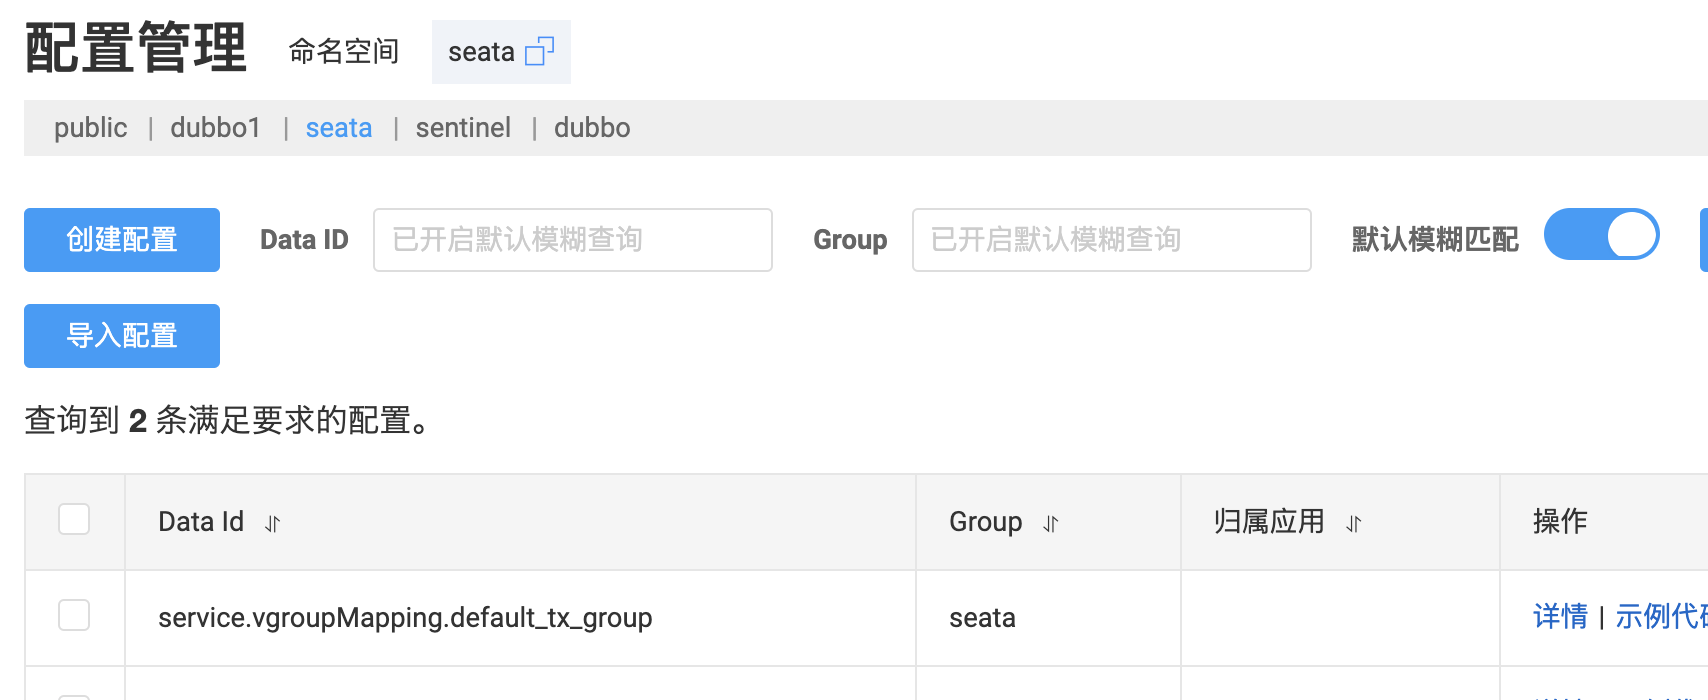 配置管理 命名空间 seata
public | dubbo1 | seata | sentinel | dubbo
创建配置 Data ID 已开启默认模糊查询 Group 已开启默认模糊查询 默认模糊匹配
导入配置
查询到 2 条满足要求的配置。
Data Id Group 归属应用 操作
service.vgroupMapping.default_tx_group seata 详情 | 示例代码